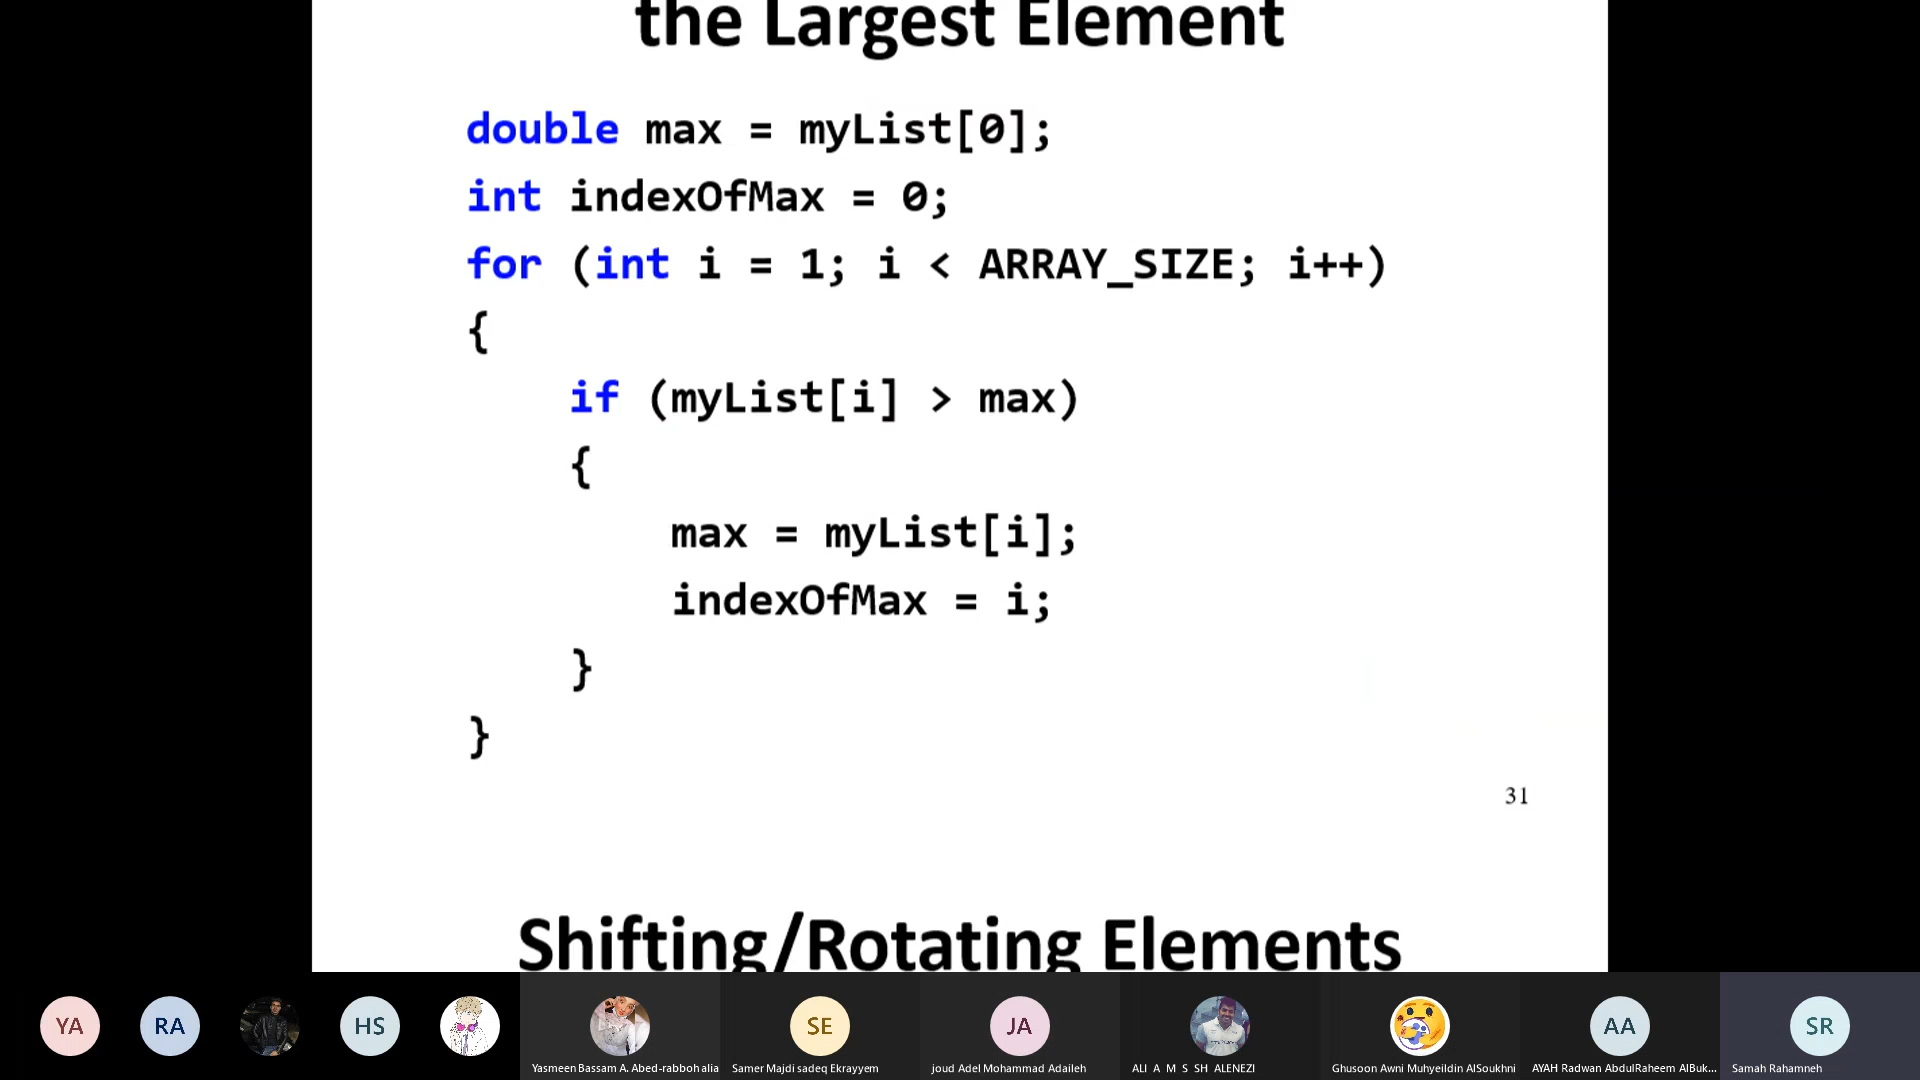 the Largest Element
double max = myList[0];
int indexOfMax = 0;
for (int i = 1; i < ARRAY_SIZE; i++)
{
if (myList[i] > max)
{
max = myList[i];
indexOfMax = i;
}
}
31
Shifting/Rotating Elements
YA RA HS SE JA AA SR
Yasmeen Bassam A. Abed-rabboh alia Samer Majdi sadeq Ekrayyem joud Adel Mohammad Adaileh ALI A M S SH ALENEZI Ghusoon Awni Muhyeildin AlSoukhni AYAH Radwan AbdulRaheem AlBuk... Samah Rahamneh